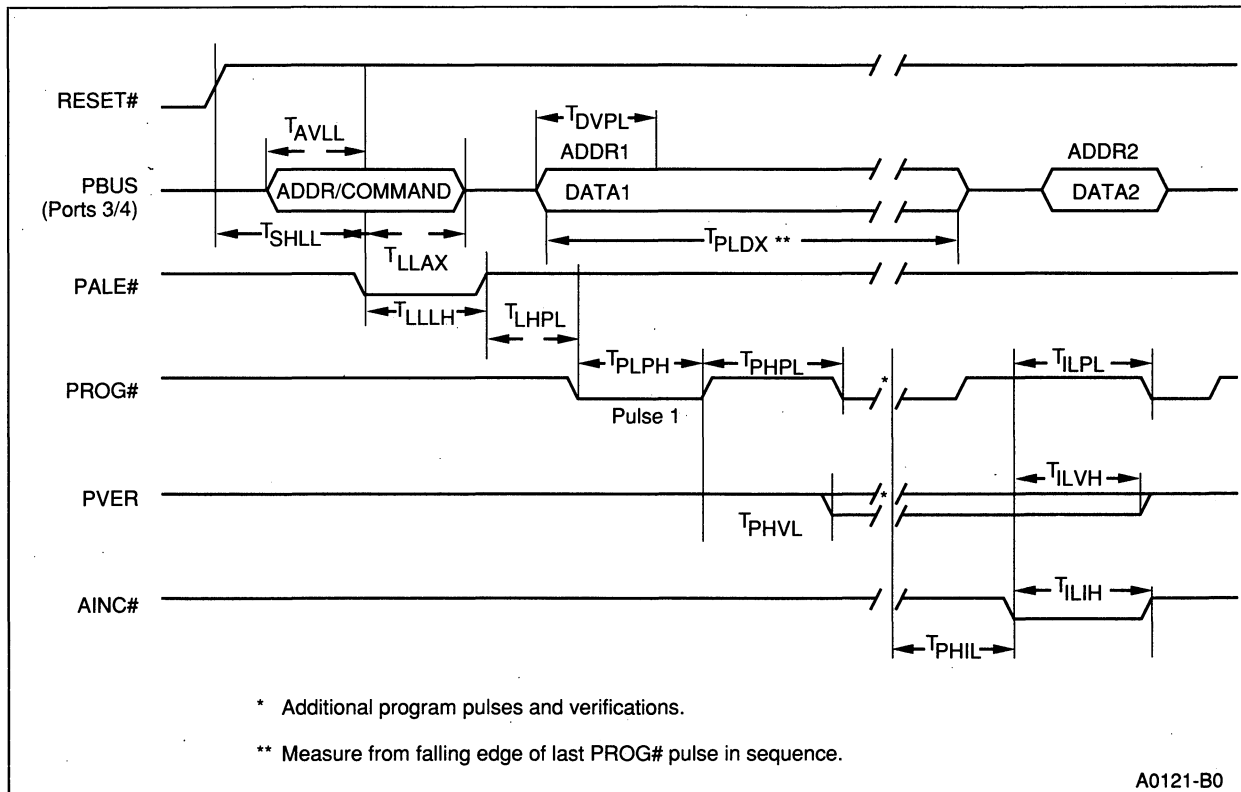 RESET#
TAVLL
TDVPL
ADDR1
ADDR2
PBUS
(Ports 3/4)
ADDR/COMMAND
DATA1
DATA2
TSHLL
TLLAX
TPLDX **
PALE#
TLLLH
TLHPL
TPLPH
TPHPL
TILPL
PROG#
*
Pulse 1
PVER
*
TILVH
TPHVL
AINC#
TILIH
TPHIL
* Additional program pulses and verifications.
** Measure from falling edge of last PROG# pulse in sequence.
A0121-B0